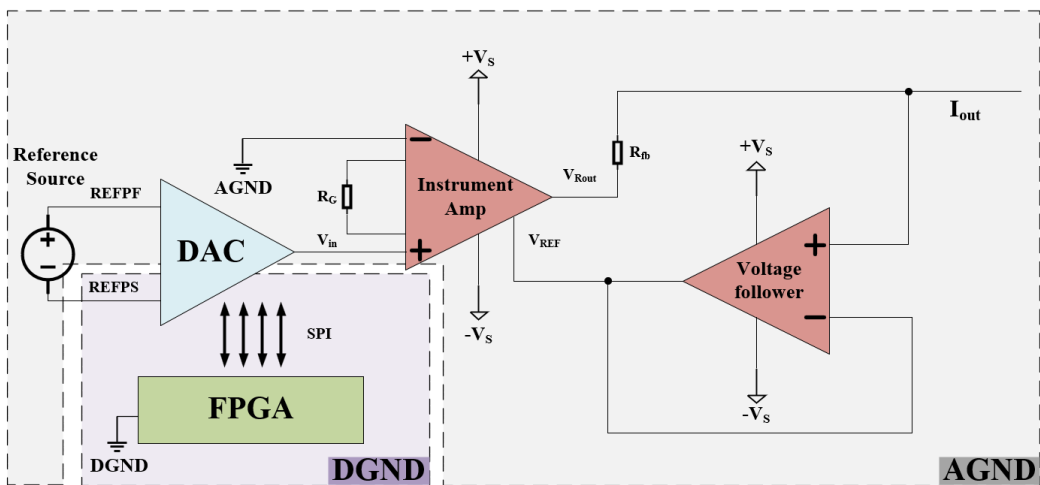 +VS
Iout
Reference
Source
REFPF
AGND
RG
Instrument
Amp
VRout
Rfb
+VS
DAC
Vin
VREF
Voltage
follower
REFPS
SPI
-VS
FPGA
-VS
DGND
DGND
AGND